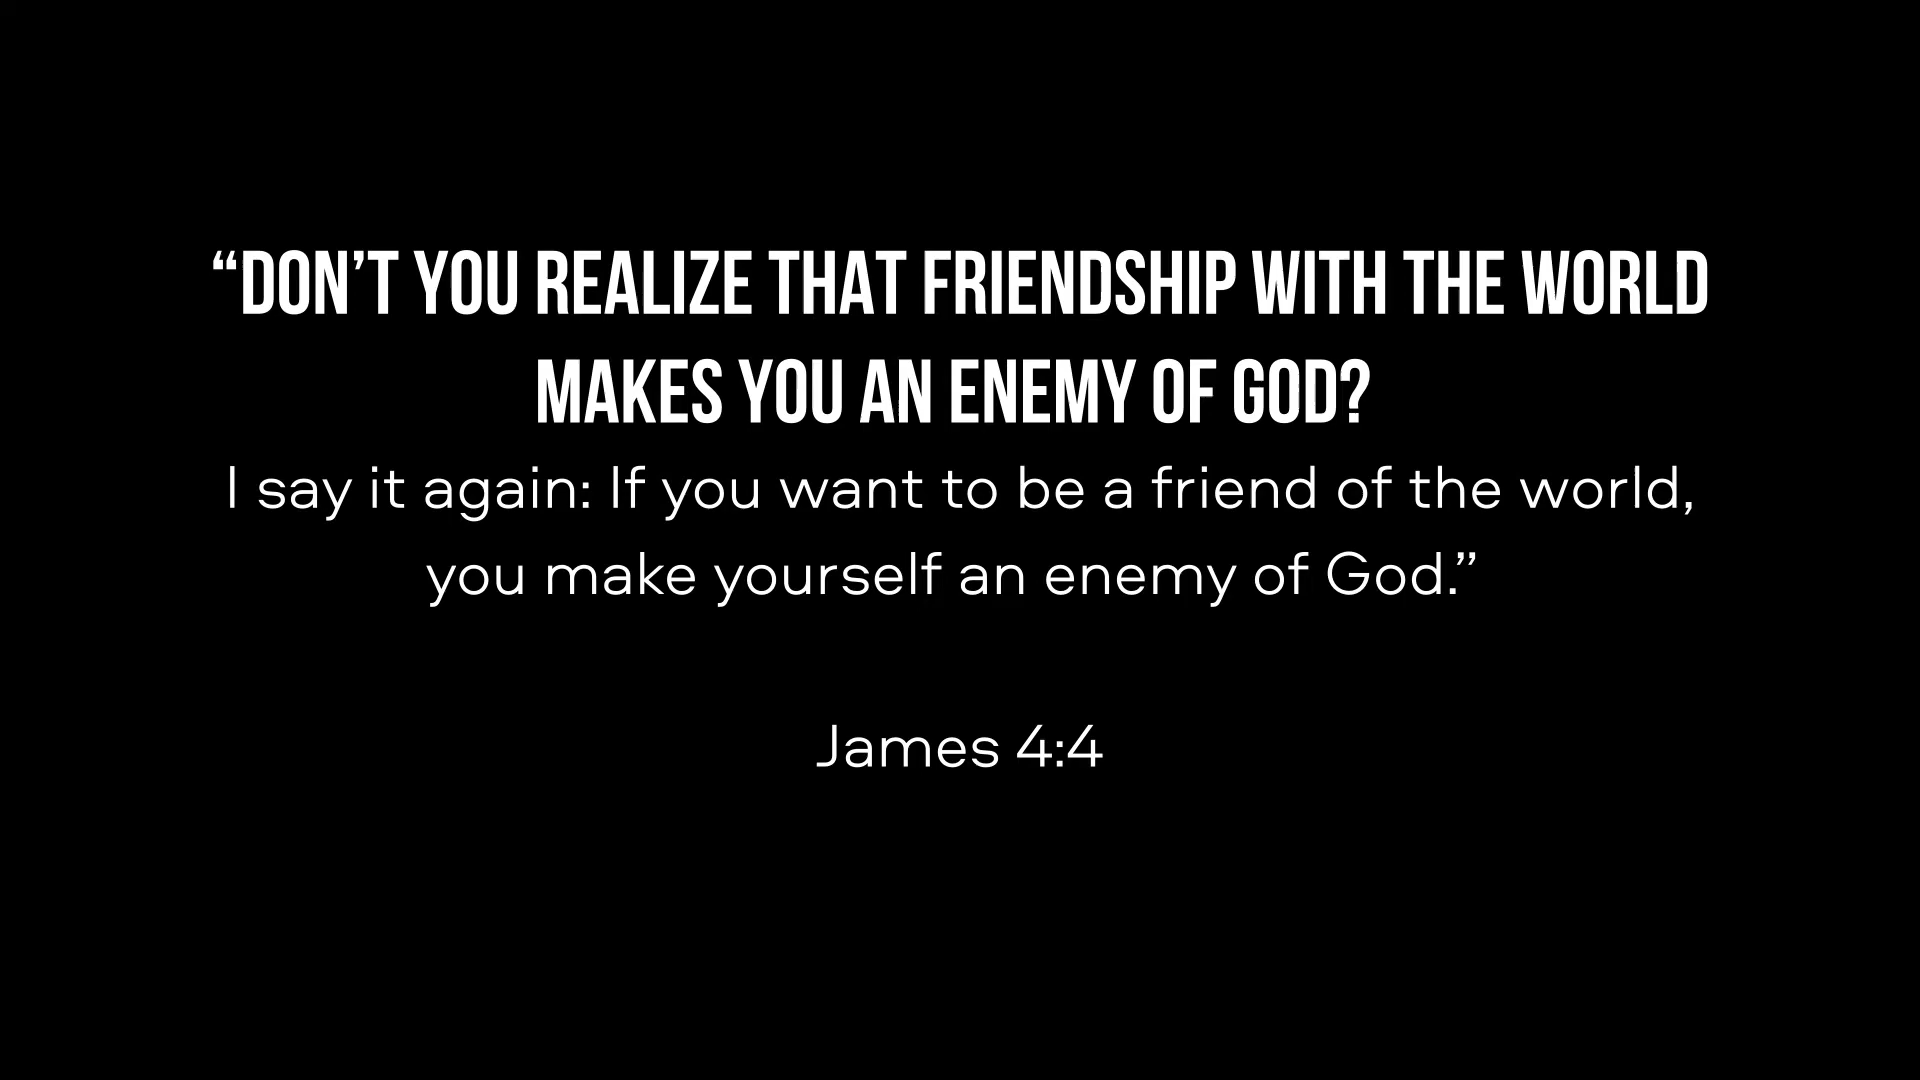 “DON’T YOU REALIZE THAT FRIENDSHIP WITH THE WORLD
MAKES YOU AN ENEMY OF GOD?
I say it again: If you want to be a friend of the world,
you make yourself an enemy of God.”
James 4:4